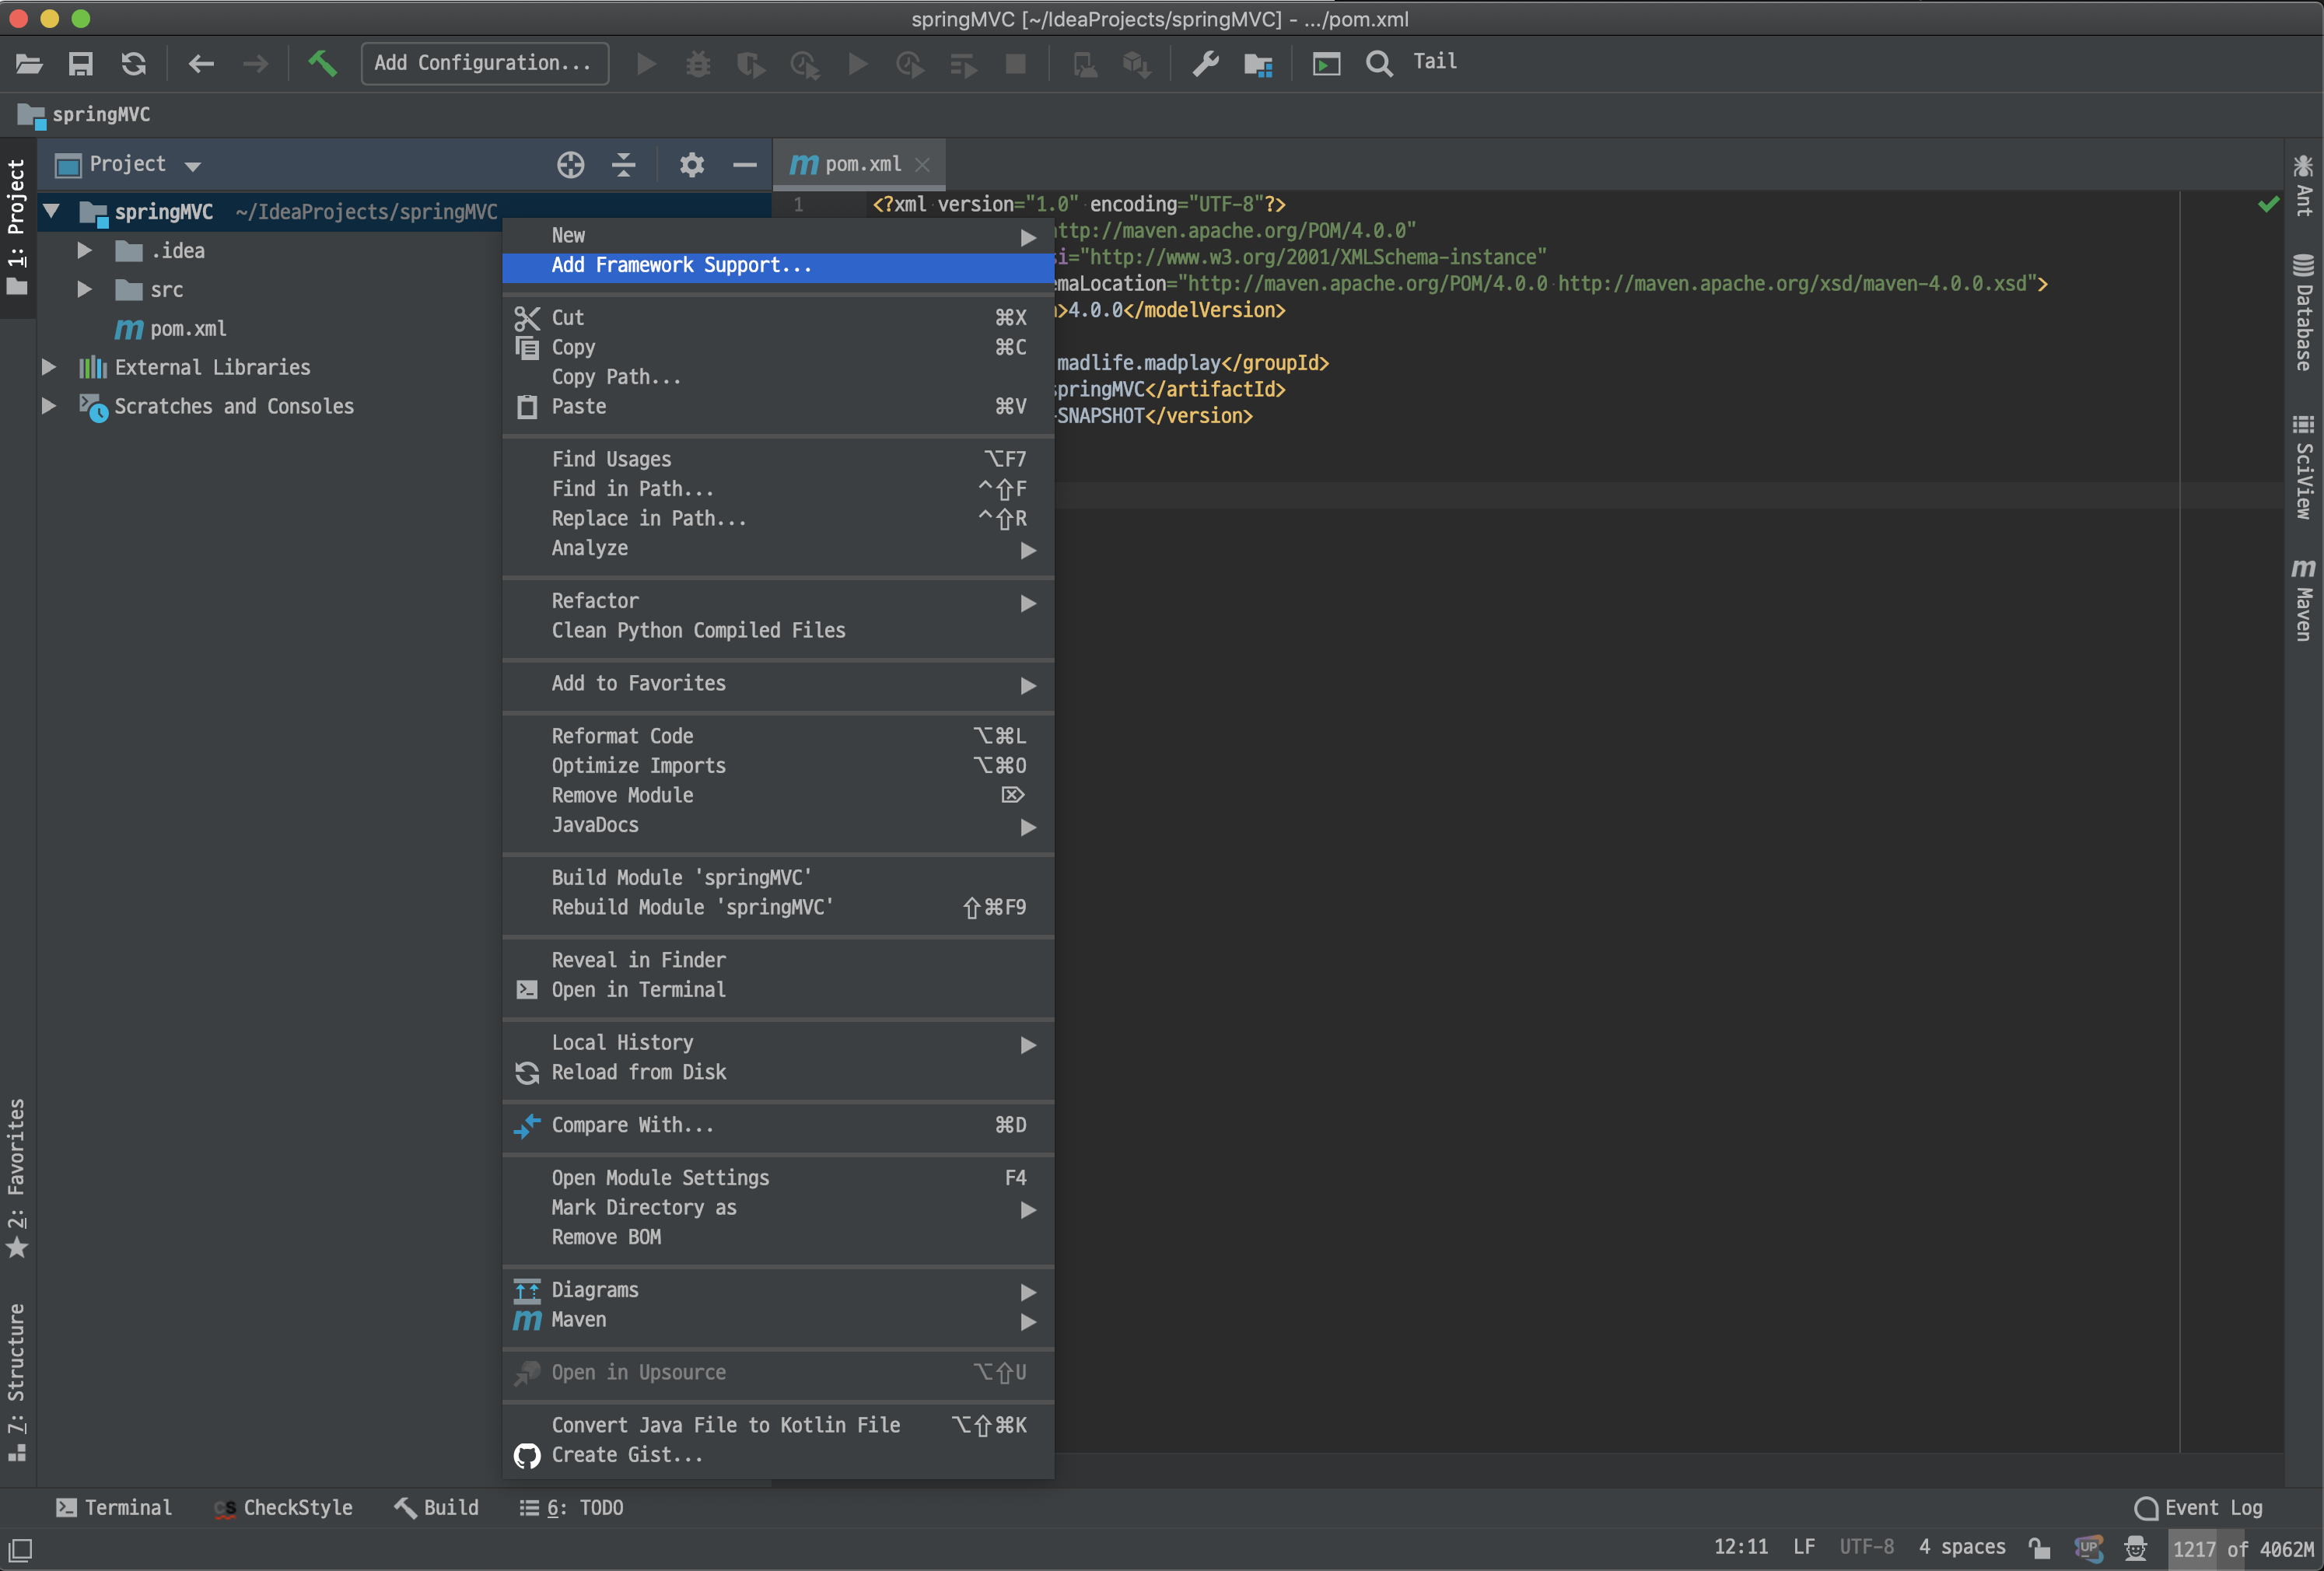 springMVC [~/IdeaProjects/springMVC] - .../pom.xml
Add Configuration...
Tail
springMVC
1: Project
Project
springMVC ~/IdeaProjects/springMVC
.idea
src
pom.xml
External Libraries
Scratches and Consoles
2: Favorites
7: Structure
pom.xml
1 <?xml version="1.0" encoding="UTF-8"?>
ttp://maven.apache.org/POM/4.0.0"
si="http://www.w3.org/2001/XMLSchema-instance"
emaLocation="http://maven.apache.org/POM/4.0.0 http://maven.apache.org/xsd/maven-4.0.0.xsd">
>4.0.0</modelVersion>
madlife.madplay</groupId>
springMVC</artifactId>
-SNAPSHOT</version>
New
Add Framework Support...
Cut ⌘X
Copy ⌘C
Copy Path...
Paste ⌘V
Find Usages ⌥F7
Find in Path... ^⇧F
Replace in Path... ^⇧R
Analyze
Refactor
Clean Python Compiled Files
Add to Favorites
Reformat Code ⌥⌘L
Optimize Imports ⌥⌘O
Remove Module ⌦
JavaDocs
Build Module 'springMVC'
Rebuild Module 'springMVC' ⇧⌘F9
Reveal in Finder
Open in Terminal
Local History
Reload from Disk
Compare With... ⌘D
Open Module Settings F4
Mark Directory as
Remove BOM
Diagrams
Maven
Open in Upsource ⌥⇧U
Convert Java File to Kotlin File ⌥⇧⌘K
Create Gist...
Ant
Database
SciView
Maven
Terminal
CheckStyle
Build
6: TODO
Event Log
12:11 LF UTF-8 4 spaces
1217 of 4062M